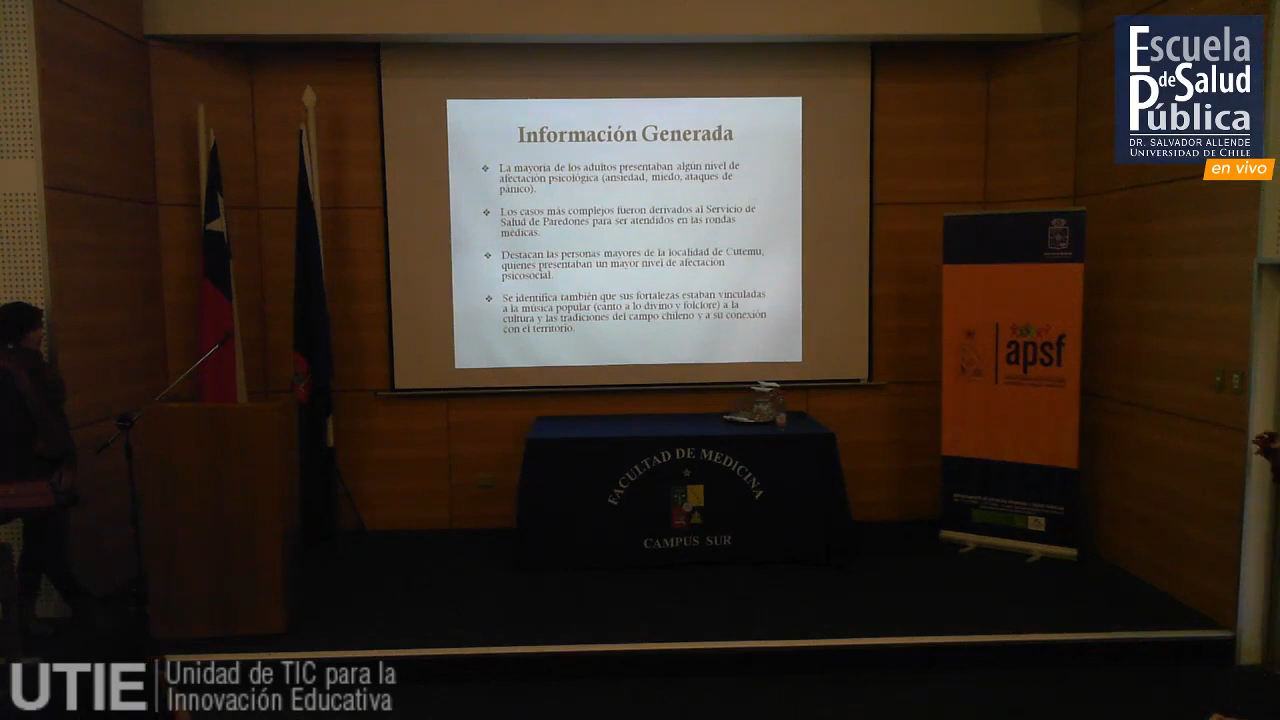 Información Generada
La mayoría de los adultos presentaban algún nivel de
afectación psicológica (ansiedad, miedo, ataques de
pánico).
Los casos más complejos fueron derivados al Servicio de
Salud de Paredones para ser atendidos en las rondas
médicas.
Destacan las personas mayores de la localidad de Cutemu,
quienes presentaban un mayor nivel de afectación
psicosocial.
Se identifica también que sus fortalezas estaban vinculadas
a la música popular (canto a lo divino y folclore) a la
cultura y las tradiciones del campo chileno y a su conexión
con el territorio.
Escuela
de Salud
Pública
DR. SALVADOR ALLENDE
UNIVERSIDAD DE CHILE
en vivo
apsf
FACULTAD DE MEDICINA
CAMPUS SUR
UTIE
Unidad de TIC para la
Innovación Educativa